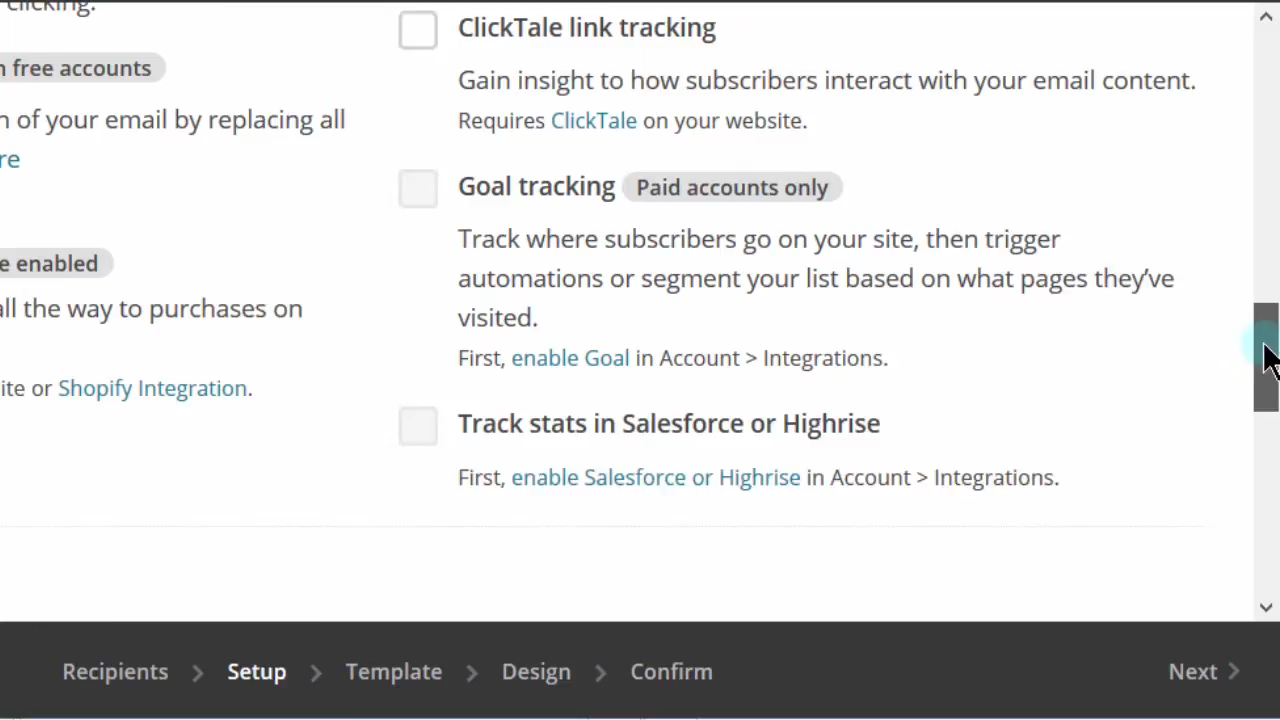 clicking.
n free accounts
n of your email by replacing all
re
e enabled
all the way to purchases on
ite or Shopify Integration.
ClickTale link tracking
Gain insight to how subscribers interact with your email content.
Requires ClickTale on your website.
Goal tracking Paid accounts only
Track where subscribers go on your site, then trigger
automations or segment your list based on what pages they've
visited.
First, enable Goal in Account > Integrations.
Track stats in Salesforce or Highrise
First, enable Salesforce or Highrise in Account > Integrations.
Recipients > Setup > Template > Design > Confirm
Next >